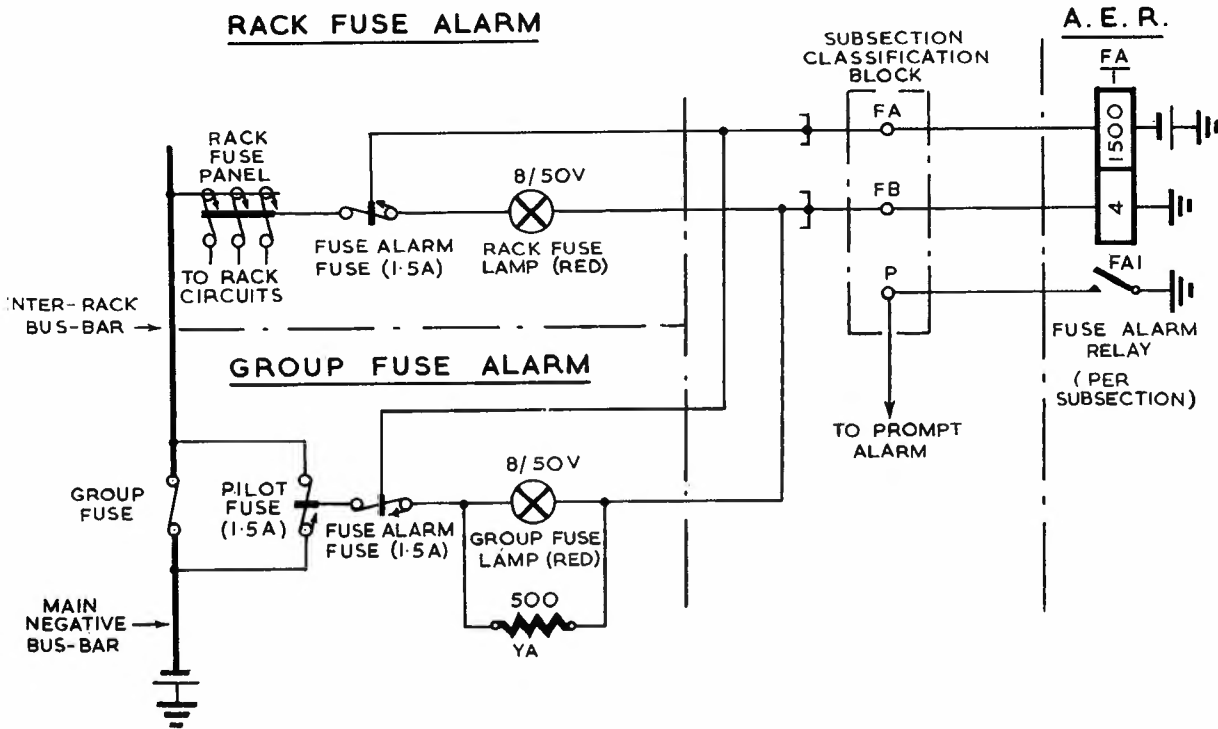 RACK FUSE ALARM
A. E. R.
SUBSECTION
CLASSIFICATION
BLOCK
FA
FA
1500
RACK
FUSE
PANEL
8/50V
FB
4
FUSE ALARM
FUSE (1·5A)
RACK FUSE
LAMP (RED)
TO RACK
CIRCUITS
P
FA1
NTER-RACK
BUS-BAR
FUSE ALARM
RELAY
(PER
SUBSECTION)
GROUP FUSE ALARM
TO PROMPT
ALARM
8/50V
GROUP
FUSE
PILOT
FUSE
(1·5A)
FUSE ALARM
FUSE (1·5A)
GROUP FUSE
LAMP (RED)
500
YA
MAIN
NEGATIVE
BUS-BAR